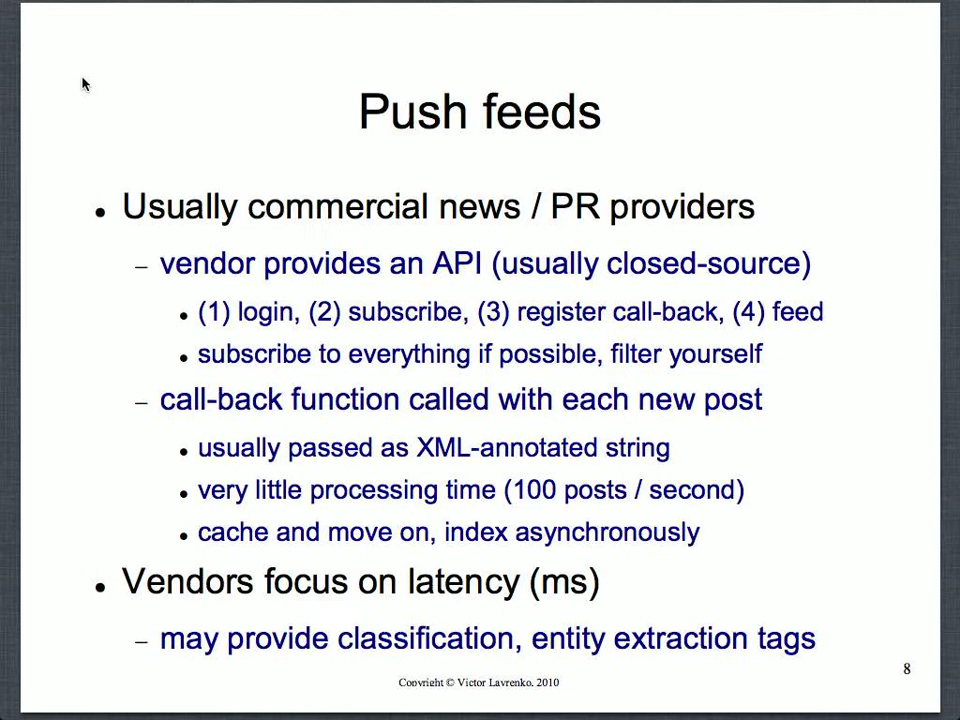 Push feeds
• Usually commercial news / PR providers
– vendor provides an API (usually closed-source)
• (1) login, (2) subscribe, (3) register call-back, (4) feed
• subscribe to everything if possible, filter yourself
– call-back function called with each new post
• usually passed as XML-annotated string
• very little processing time (100 posts / second)
• cache and move on, index asynchronously
• Vendors focus on latency (ms)
– may provide classification, entity extraction tags
8
Copyright © Victor Lavrenko, 2010